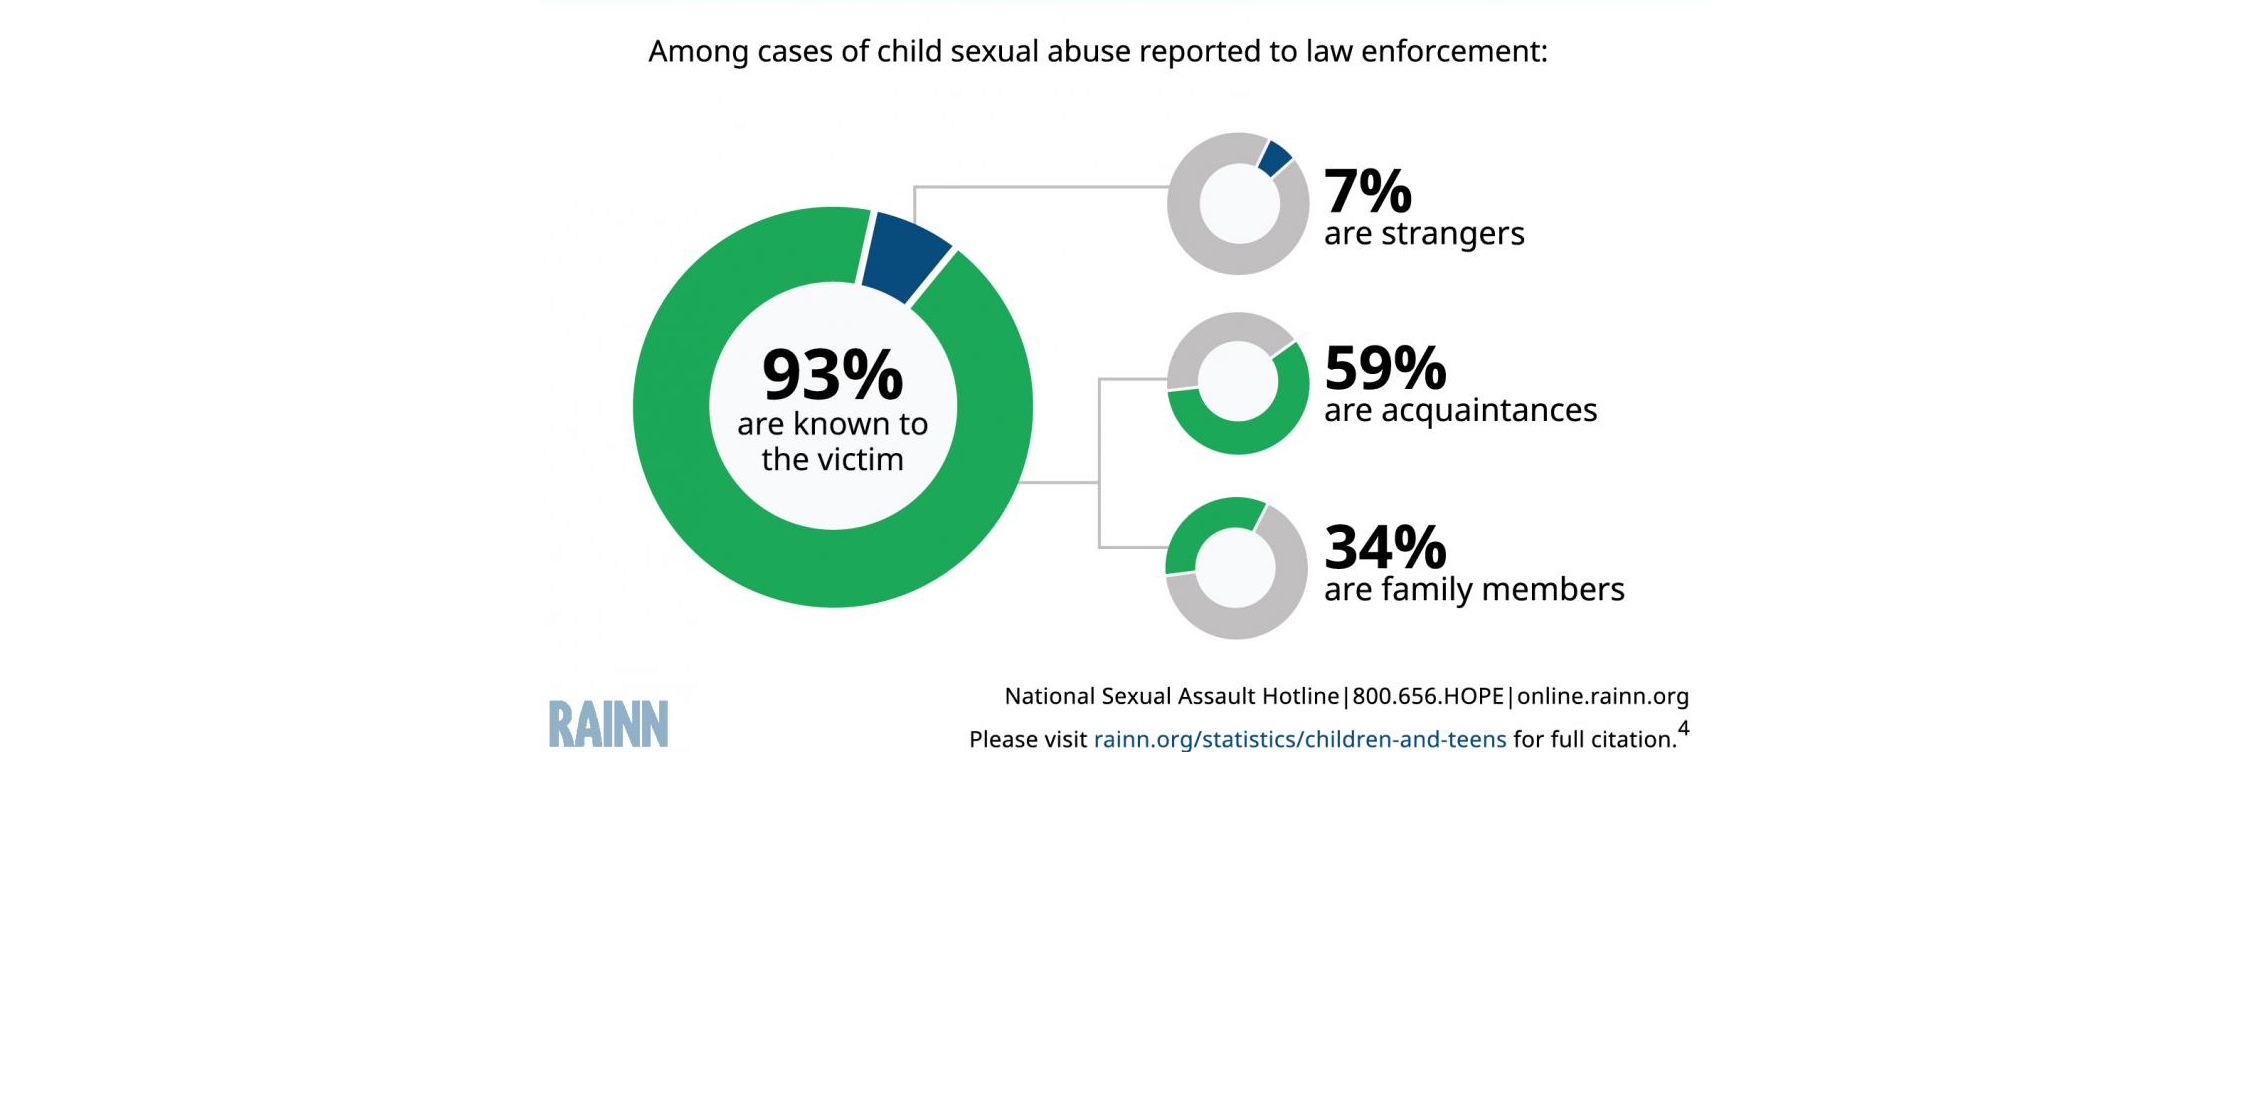 Among cases of child sexual abuse reported to law enforcement:
7%
are strangers
93%
are known to
the victim
59%
are acquaintances
34%
are family members
RAINN
National Sexual Assault Hotline|800.656.HOPE|online.rainn.org
Please visit rainn.org/statistics/children-and-teens for full citation.4